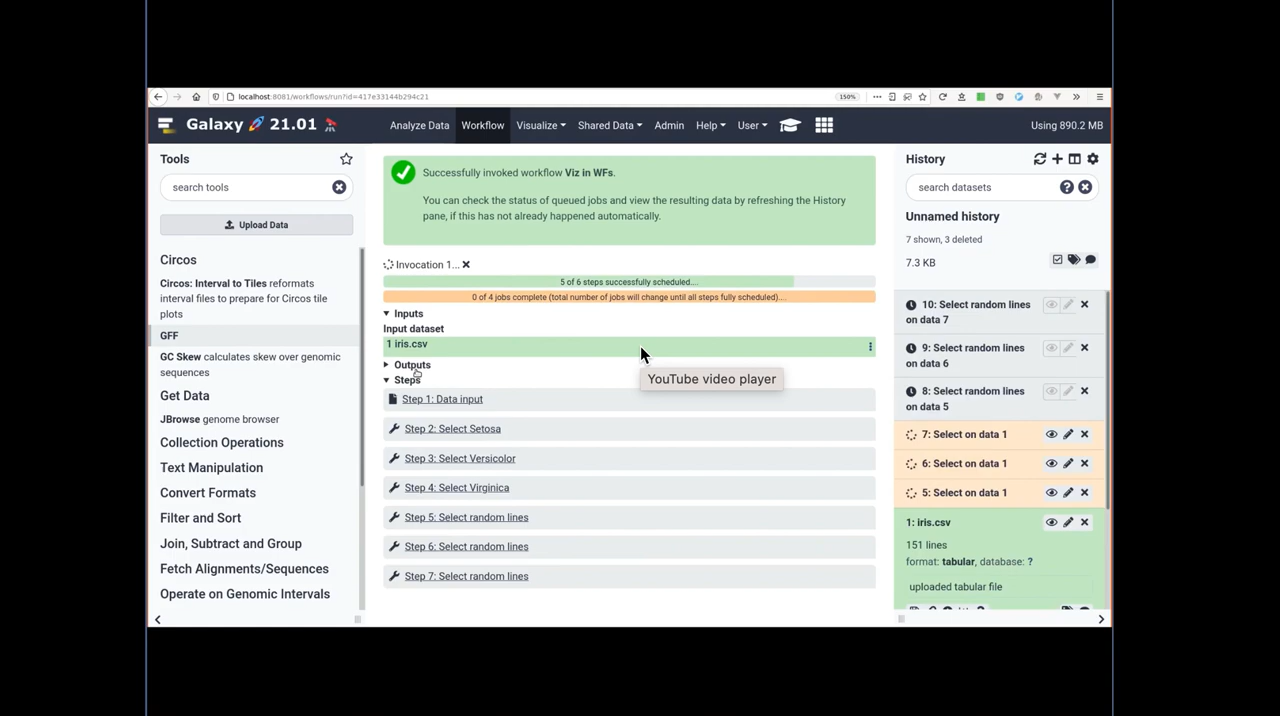 localhost:8081/workflows/run?id=417e33144b294c21
150%
Galaxy 🚀 21.01
Analyze Data
Workflow
Visualize
Shared Data
Admin
Help
User
Using 890.2 MB
Tools
search tools
Upload Data
Circos
Circos: Interval to Tiles reformats
interval files to prepare for Circos tile
plots
GFF
GC Skew calculates skew over genomic
sequences
Get Data
JBrowse genome browser
Collection Operations
Text Manipulation
Convert Formats
Filter and Sort
Join, Subtract and Group
Fetch Alignments/Sequences
Operate on Genomic Intervals
Successfully invoked workflow Viz in WFs.
You can check the status of queued jobs and view the resulting data by refreshing the History
pane, if this has not already happened automatically.
Invocation 1...
5 of 6 steps successfully scheduled....
0 of 4 jobs complete (total number of jobs will change until all steps fully scheduled)....
Inputs
Input dataset
1 iris.csv
Outputs
Steps
YouTube video player
Step 1: Data input
Step 2: Select Setosa
Step 3: Select Versicolor
Step 4: Select Virginica
Step 5: Select random lines
Step 6: Select random lines
Step 7: Select random lines
History
search datasets
Unnamed history
7 shown, 3 deleted
7.3 KB
10: Select random lines
on data 7
9: Select random lines
on data 6
8: Select random lines
on data 5
7: Select on data 1
6: Select on data 1
5: Select on data 1
1: iris.csv
151 lines
format: tabular, database: ?
uploaded tabular file